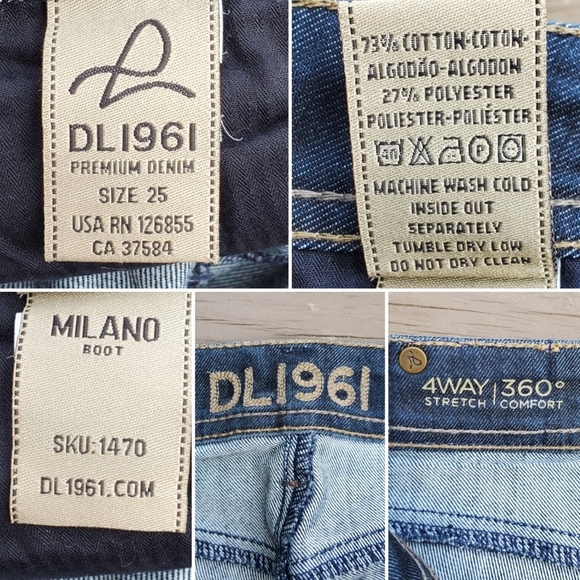 DL1961
PREMIUM DENIM
SIZE 25
USA RN 126855
CA 37584
73% COTTON-COTON-
ALGODÃO-ALGODON
27% POLYESTER
POLIESTER-POLIÉSTER
40 P
MACHINE WASH COLD
INSIDE OUT
SEPARATELY
TUMBLE DRY LOW
DO NOT DRY CLEAN
MILANO
BOOT
SKU:1470
DL1961.COM
DL1961
4WAY | 360°
STRETCH | COMFORT